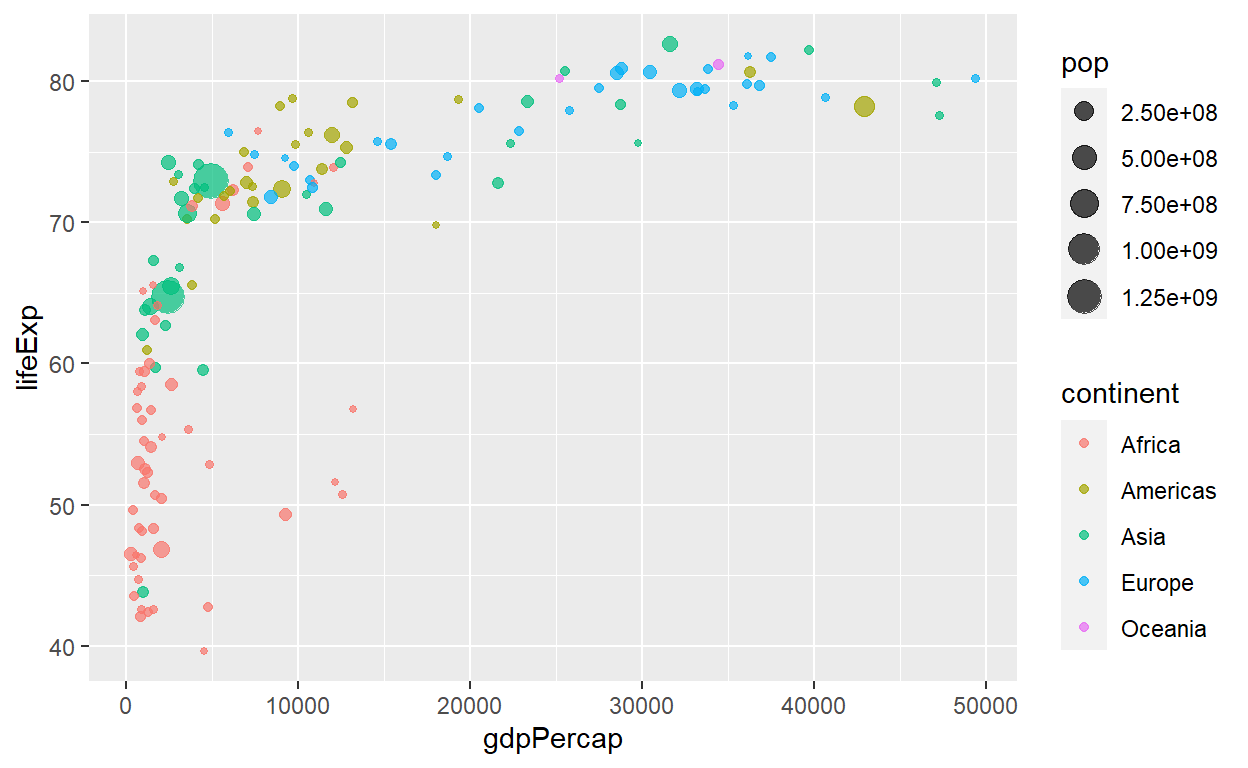 80
70
60
50
40
lifeExp
0 10000 20000 30000 40000 50000
gdpPercap
pop
2.50e+08
5.00e+08
7.50e+08
1.00e+09
1.25e+09
continent
Africa
Americas
Asia
Europe
Oceania